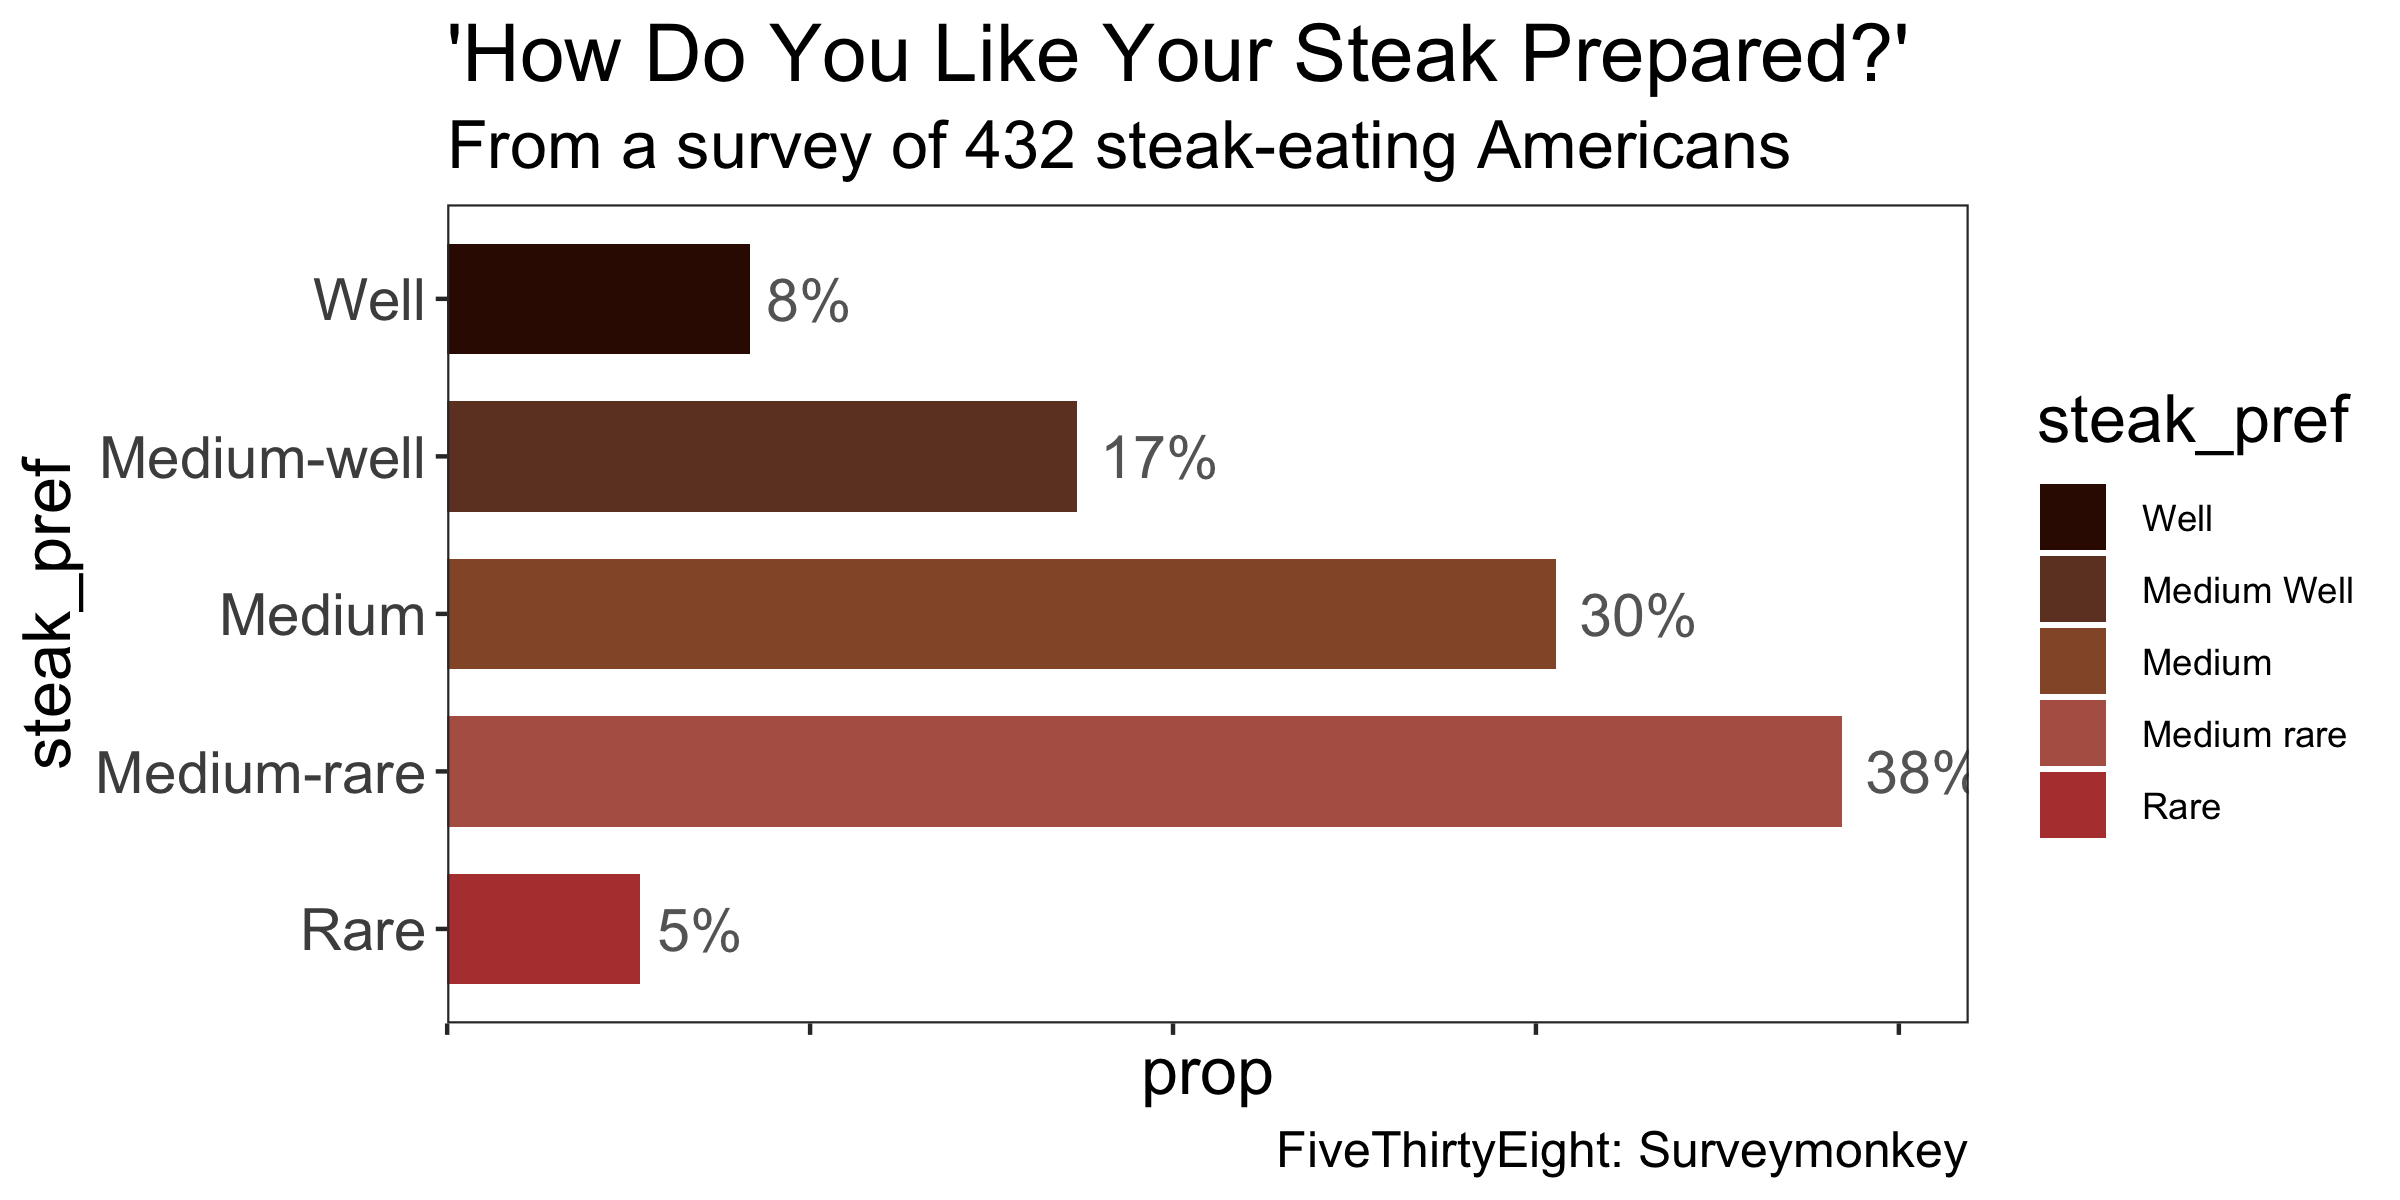 'How Do You Like Your Steak Prepared?'
From a survey of 432 steak-eating Americans
steak_pref
Well
8%
Medium-well
17%
Medium
30%
Medium-rare
38%
Rare
5%
prop
steak_pref
Well
Medium Well
Medium
Medium rare
Rare
FiveThirtyEight: Surveymonkey